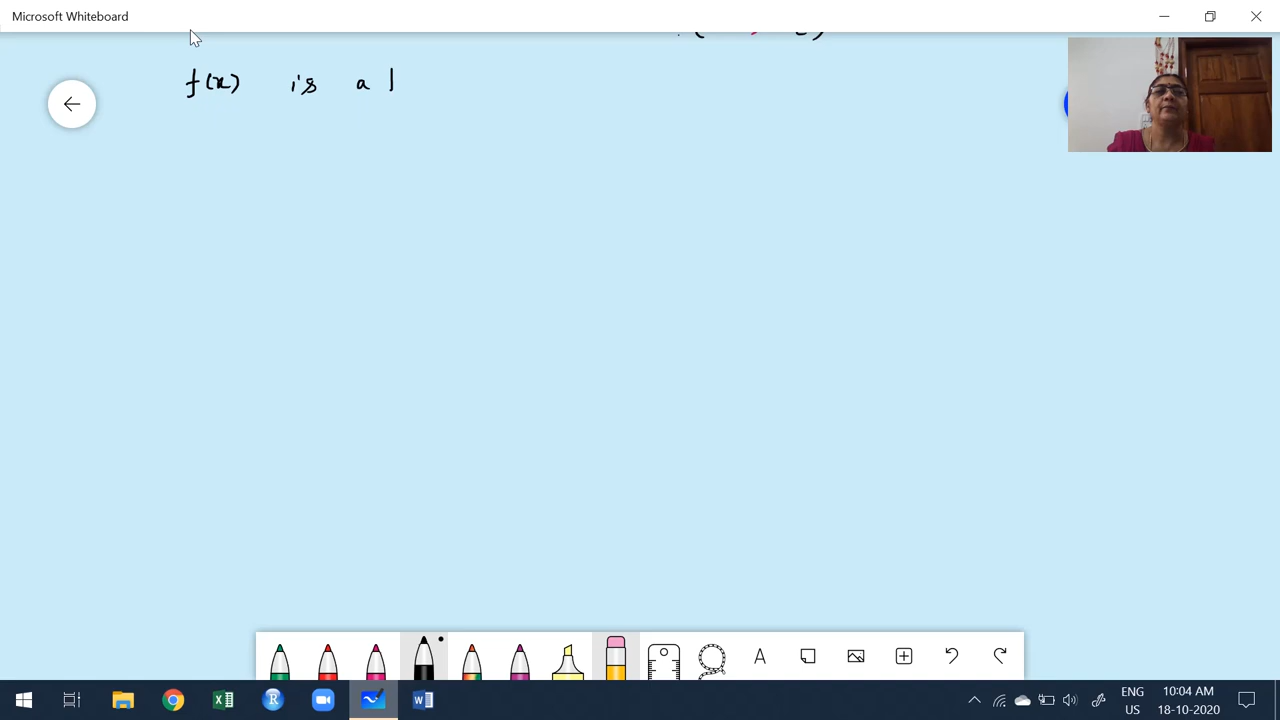 Microsoft Whiteboard
f(x) is a
A
ENG
US
10:04 AM
18-10-2020